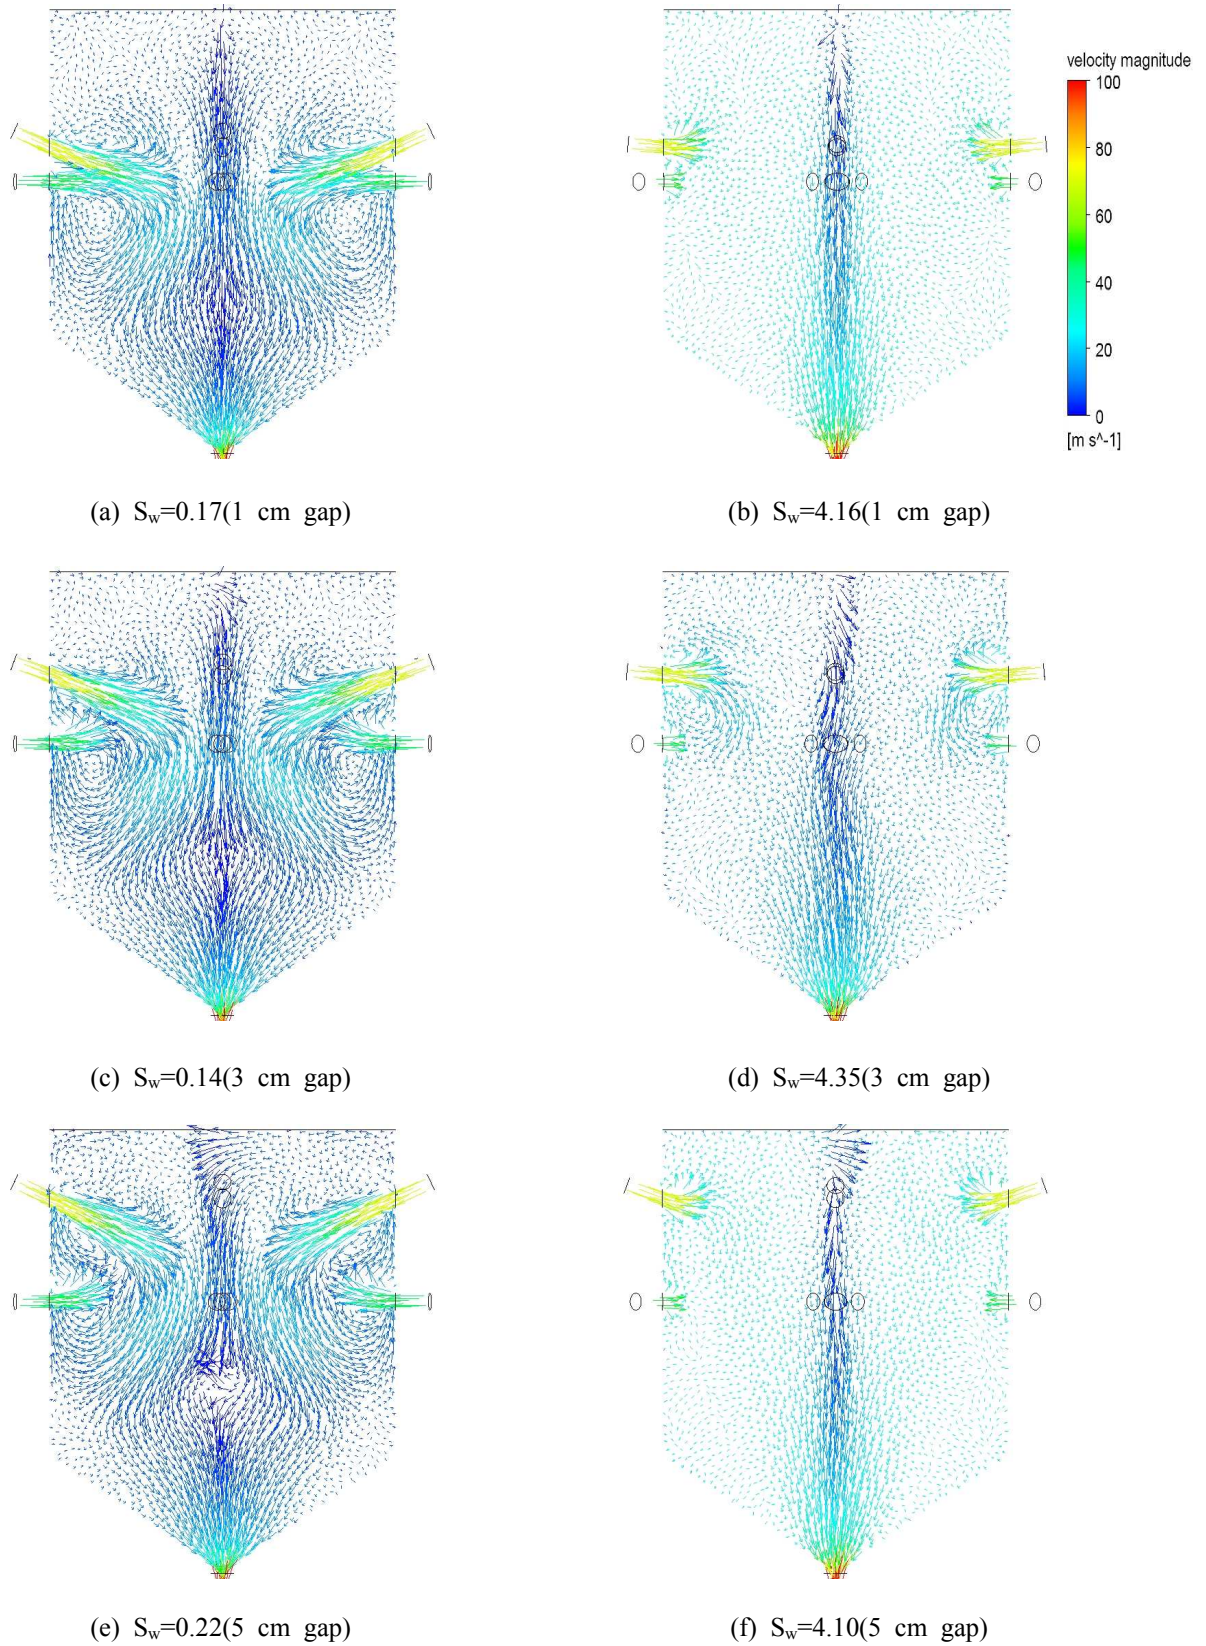 velocity magnitude
100
80
60
40
20
0
[m s^-1]
(a) Sw=0.17(1 cm gap)
(b) Sw=4.16(1 cm gap)
(c) Sw=0.14(3 cm gap)
(d) Sw=4.35(3 cm gap)
(e) Sw=0.22(5 cm gap)
(f) Sw=4.10(5 cm gap)